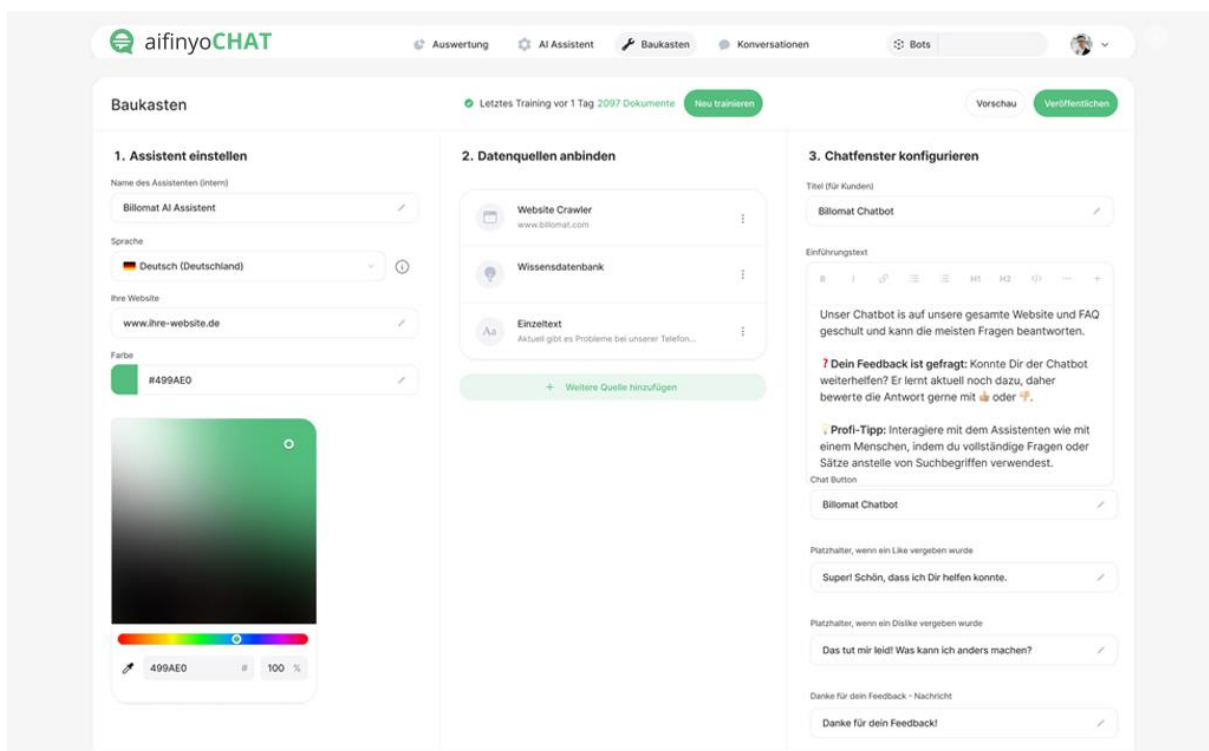 aifinyoCHAT
Auswertung
AI Assistent
Baukasten
Konversationen
Bots
Baukasten
Letztes Training vor 1 Tag 2097 Dokumente
Neu trainieren
Vorschau
Veröffentlichen
1. Assistent einstellen
Name des Assistenten (intern)
Billomat AI Assistent
Sprache
Deutsch (Deutschland)
Ihre Website
www.ihre-website.de
Farbe
#499AE0
499AE0 #
100 %
2. Datenquellen anbinden
Website Crawler
www.billomat.com
Wissensdatenbank
Aa
Einzeltext
Aktuell gibt es Probleme bei unserer Telefon...
+ Weitere Quelle hinzufügen
3. Chatfenster konfigurieren
Titel (für Kunden)
Billomat Chatbot
Einführungstext
B I H1 H2 </> — +
Unser Chatbot ist auf unsere gesamte Website und FAQ
geschult und kann die meisten Fragen beantworten.
❓Dein Feedback ist gefragt: Konnte Dir der Chatbot
weiterhelfen? Er lernt aktuell noch dazu, daher
bewerte die Antwort gerne mit 👍 oder 👎.
💡Profi-Tipp: Interagiere mit dem Assistenten wie mit
einem Menschen, indem du vollständige Fragen oder
Sätze anstelle von Suchbegriffen verwendest.
Chat Button
Billomat Chatbot
Platzhalter, wenn ein Like vergeben wurde
Super! Schön, dass ich Dir helfen konnte.
Platzhalter, wenn ein Dislike vergeben wurde
Das tut mir leid! Was kann ich anders machen?
Danke für dein Feedback - Nachricht
Danke für dein Feedback!